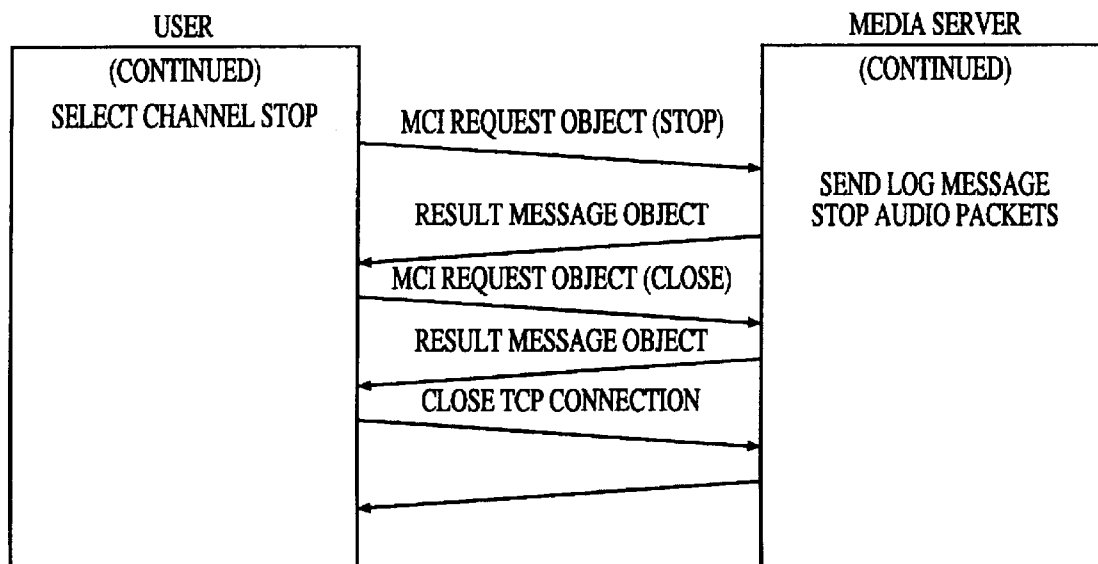 USER
MEDIA SERVER
(CONTINUED)
(CONTINUED)
SELECT CHANNEL STOP
MCI REQUEST OBJECT (STOP)
SEND LOG MESSAGE
STOP AUDIO PACKETS
RESULT MESSAGE OBJECT
MCI REQUEST OBJECT (CLOSE)
RESULT MESSAGE OBJECT
CLOSE TCP CONNECTION